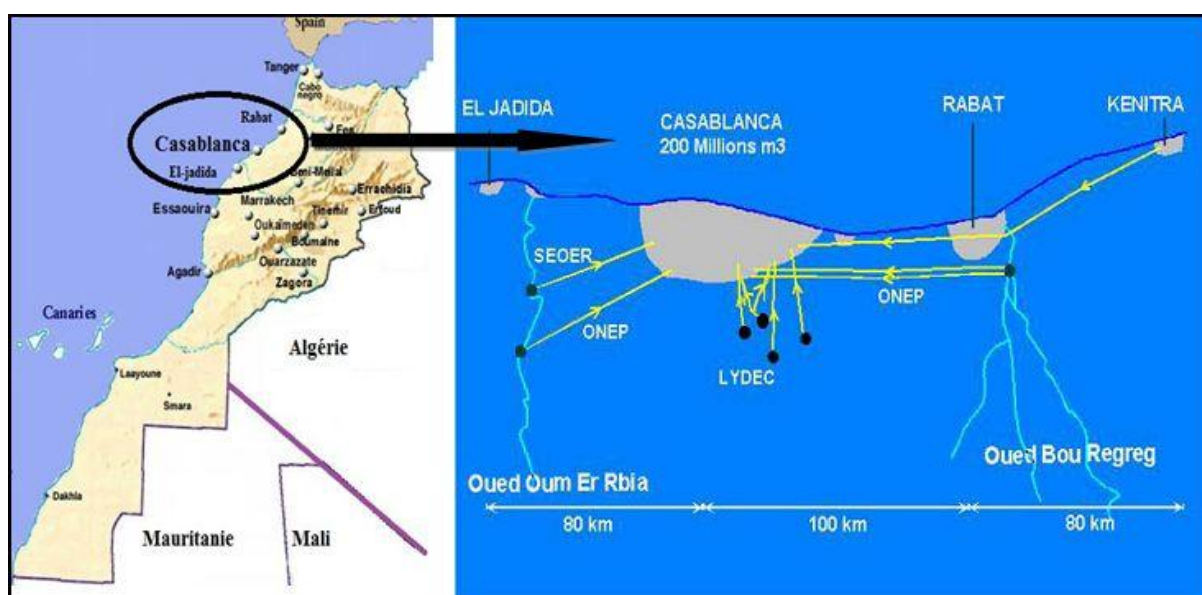 Spain
Tanger
Cabo
negro
Rabat
Fes
Casablanca
El-jadida
Beni-Mellal
Errachidia
Marrakech
Essaouira
Tinerhir
Erfoud
Oukaïmeden
Boumalne
Ouarzazate
Agadir
Zagora
Canaries
Algérie
Laayoune
Smara
Dakhla
Mauritanie
Mali
EL JADIDA
CASABLANCA
200 Millions m3
RABAT
KENITRA
SEOER
ONEP
ONEP
LYDEC
Oued Oum Er Rbia
Oued Bou Regreg
80 km
100 km
80 km